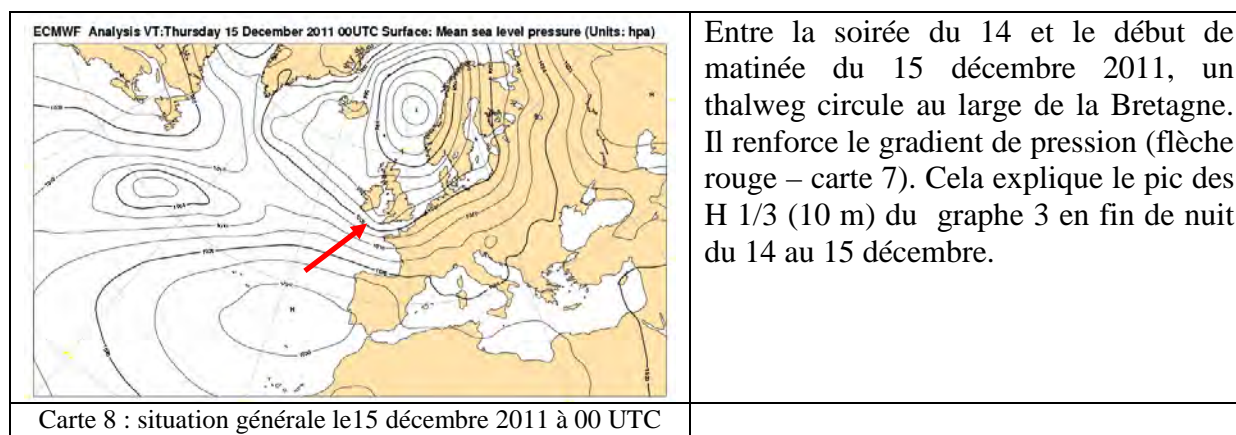 ECMWF Analysis VT:Thursday 15 December 2011 00UTC Surface: Mean sea level pressure (Units: hpa)
Entre la soirée du 14 et le début de
matinée du 15 décembre 2011, un
thalweg circule au large de la Bretagne.
Il renforce le gradient de pression (flèche
rouge – carte 7). Cela explique le pic des
H 1/3 (10 m) du graphe 3 en fin de nuit
du 14 au 15 décembre.
Carte 8 : situation générale le15 décembre 2011 à 00 UTC